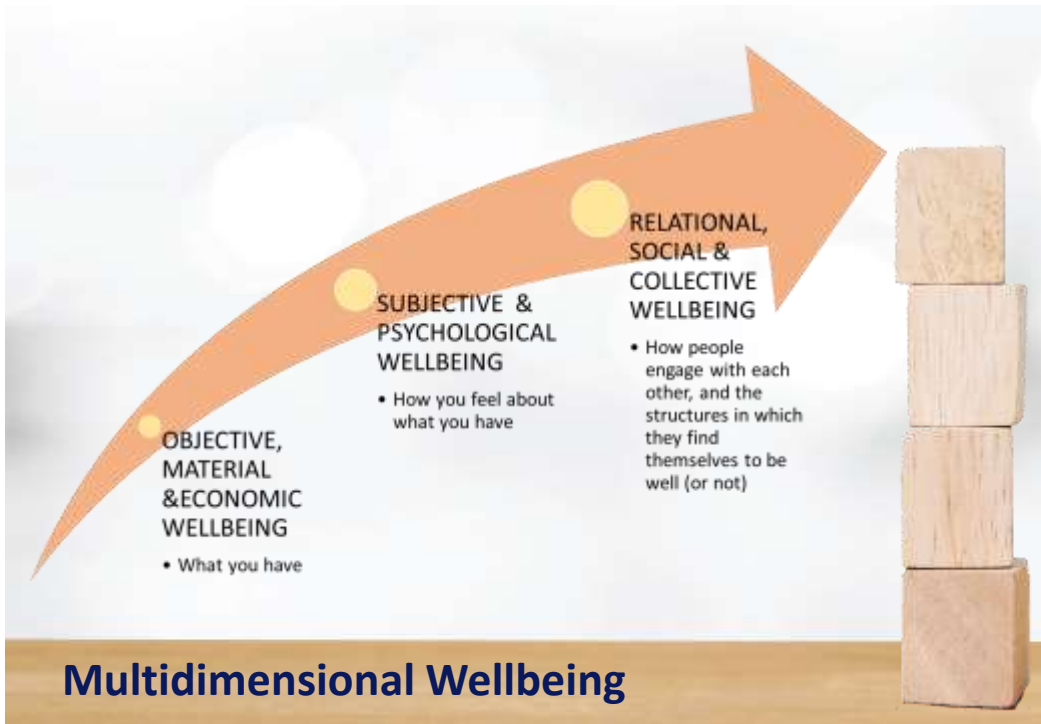 RELATIONAL,
SOCIAL &
COLLECTIVE
WELLBEING
• How people
engage with each
other, and the
structures in which
they find
themselves to be
well (or not)
SUBJECTIVE &
PSYCHOLOGICAL
WELLBEING
• How you feel about
what you have
OBJECTIVE,
MATERIAL
&ECONOMIC
WELLBEING
• What you have
Multidimensional Wellbeing